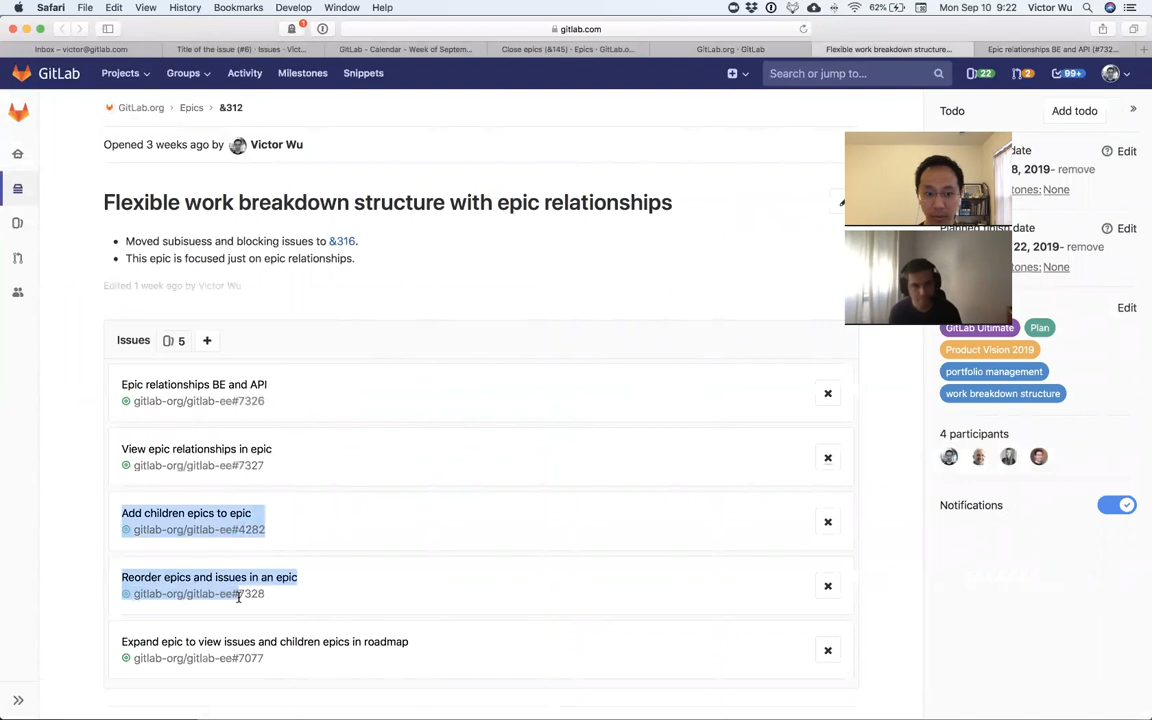 Safari File Edit View History Bookmarks Develop Window Help 62% Mon Sep 10 9:22 Victor Wu
gitlab.com
Inbox – victor@gitlab.com
Title of the issue (#6) · Issues · Vict...
GitLab - Calendar - Week of Septem...
Close epics (&145) · Epics · GitLab.o...
GitLab.org · GitLab
Flexible work breakdown structure...
Epic relationships BE and API (#732...
GitLab Projects Groups Activity Milestones Snippets Search or jump to... 22 2 99+
GitLab.org › Epics › &312
Opened 3 weeks ago by Victor Wu
Flexible work breakdown structure with epic relationships
• Moved subisuess and blocking issues to &316.
• This epic is focused just on epic relationships.
Edited 1 week ago by Victor Wu
Issues 5 +
Epic relationships BE and API
gitlab-org/gitlab-ee#7326
View epic relationships in epic
gitlab-org/gitlab-ee#7327
Add children epics to epic
gitlab-org/gitlab-ee#4282
Reorder epics and issues in an epic
gitlab-org/gitlab-ee#7328
Expand epic to view issues and children epics in roadmap
gitlab-org/gitlab-ee#7077
Todo Add todo »
date Edit
8, 2019 - remove
tones: None
date Edit
22, 2019 - remove
tones: None
Edit
GitLab Ultimate Plan
Product Vision 2019
portfolio management
work breakdown structure
4 participants
Notifications